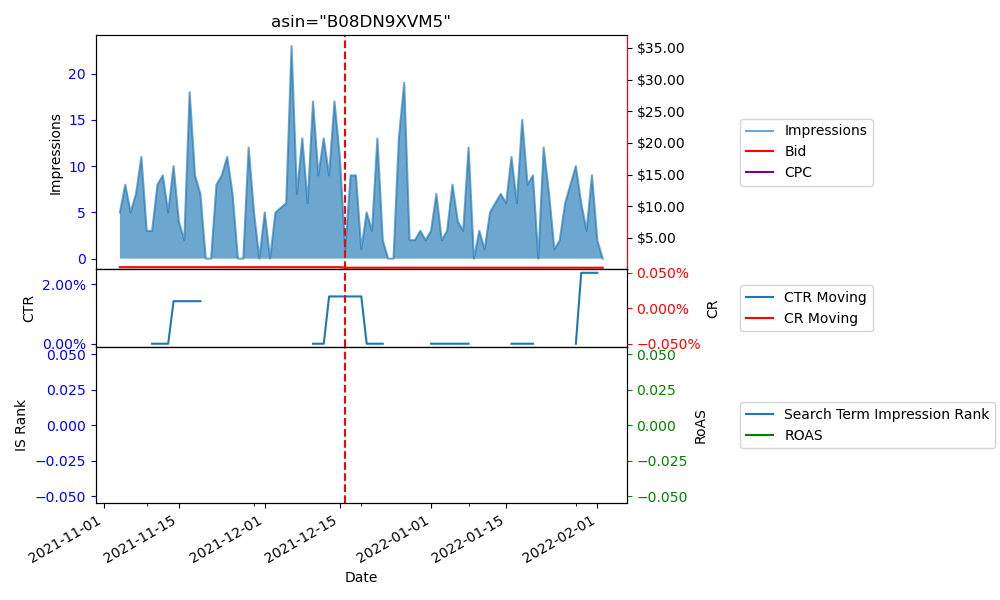 asin="B08DN9XVM5"
Impressions
20
15
10
5
0
$35.00
$30.00
$25.00
$20.00
$15.00
$10.00
$5.00
Impressions
Bid
CPC
CTR
2.00%
0.00%
0.050%
0.000%
−0.050%
CR
CTR Moving
CR Moving
IS Rank
0.050
0.025
0.000
−0.025
−0.050
0.050
0.025
0.000
−0.025
−0.050
RoAS
Search Term Impression Rank
ROAS
2021-11-01
2021-11-15
2021-12-01
2021-12-15
2022-01-01
2022-01-15
2022-02-01
Date